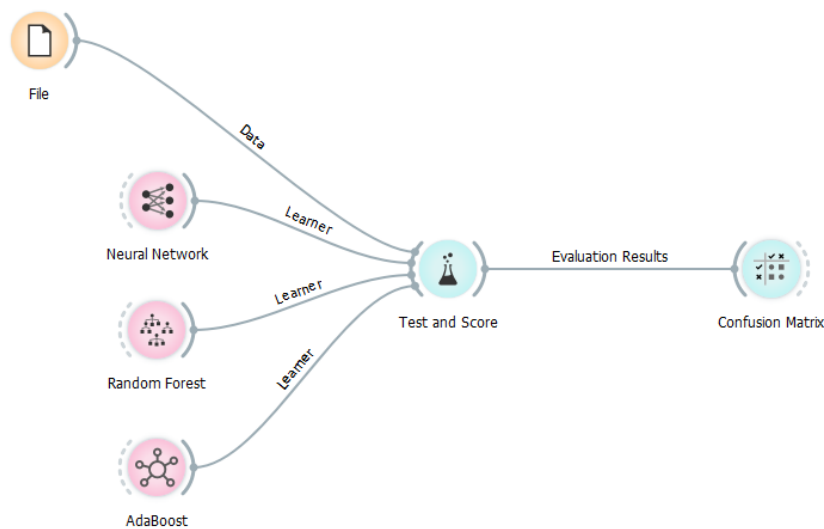 File
Data
Learner
Neural Network
Learner
Evaluation Results
Test and Score
Confusion Matrix
Random Forest
Learner
AdaBoost